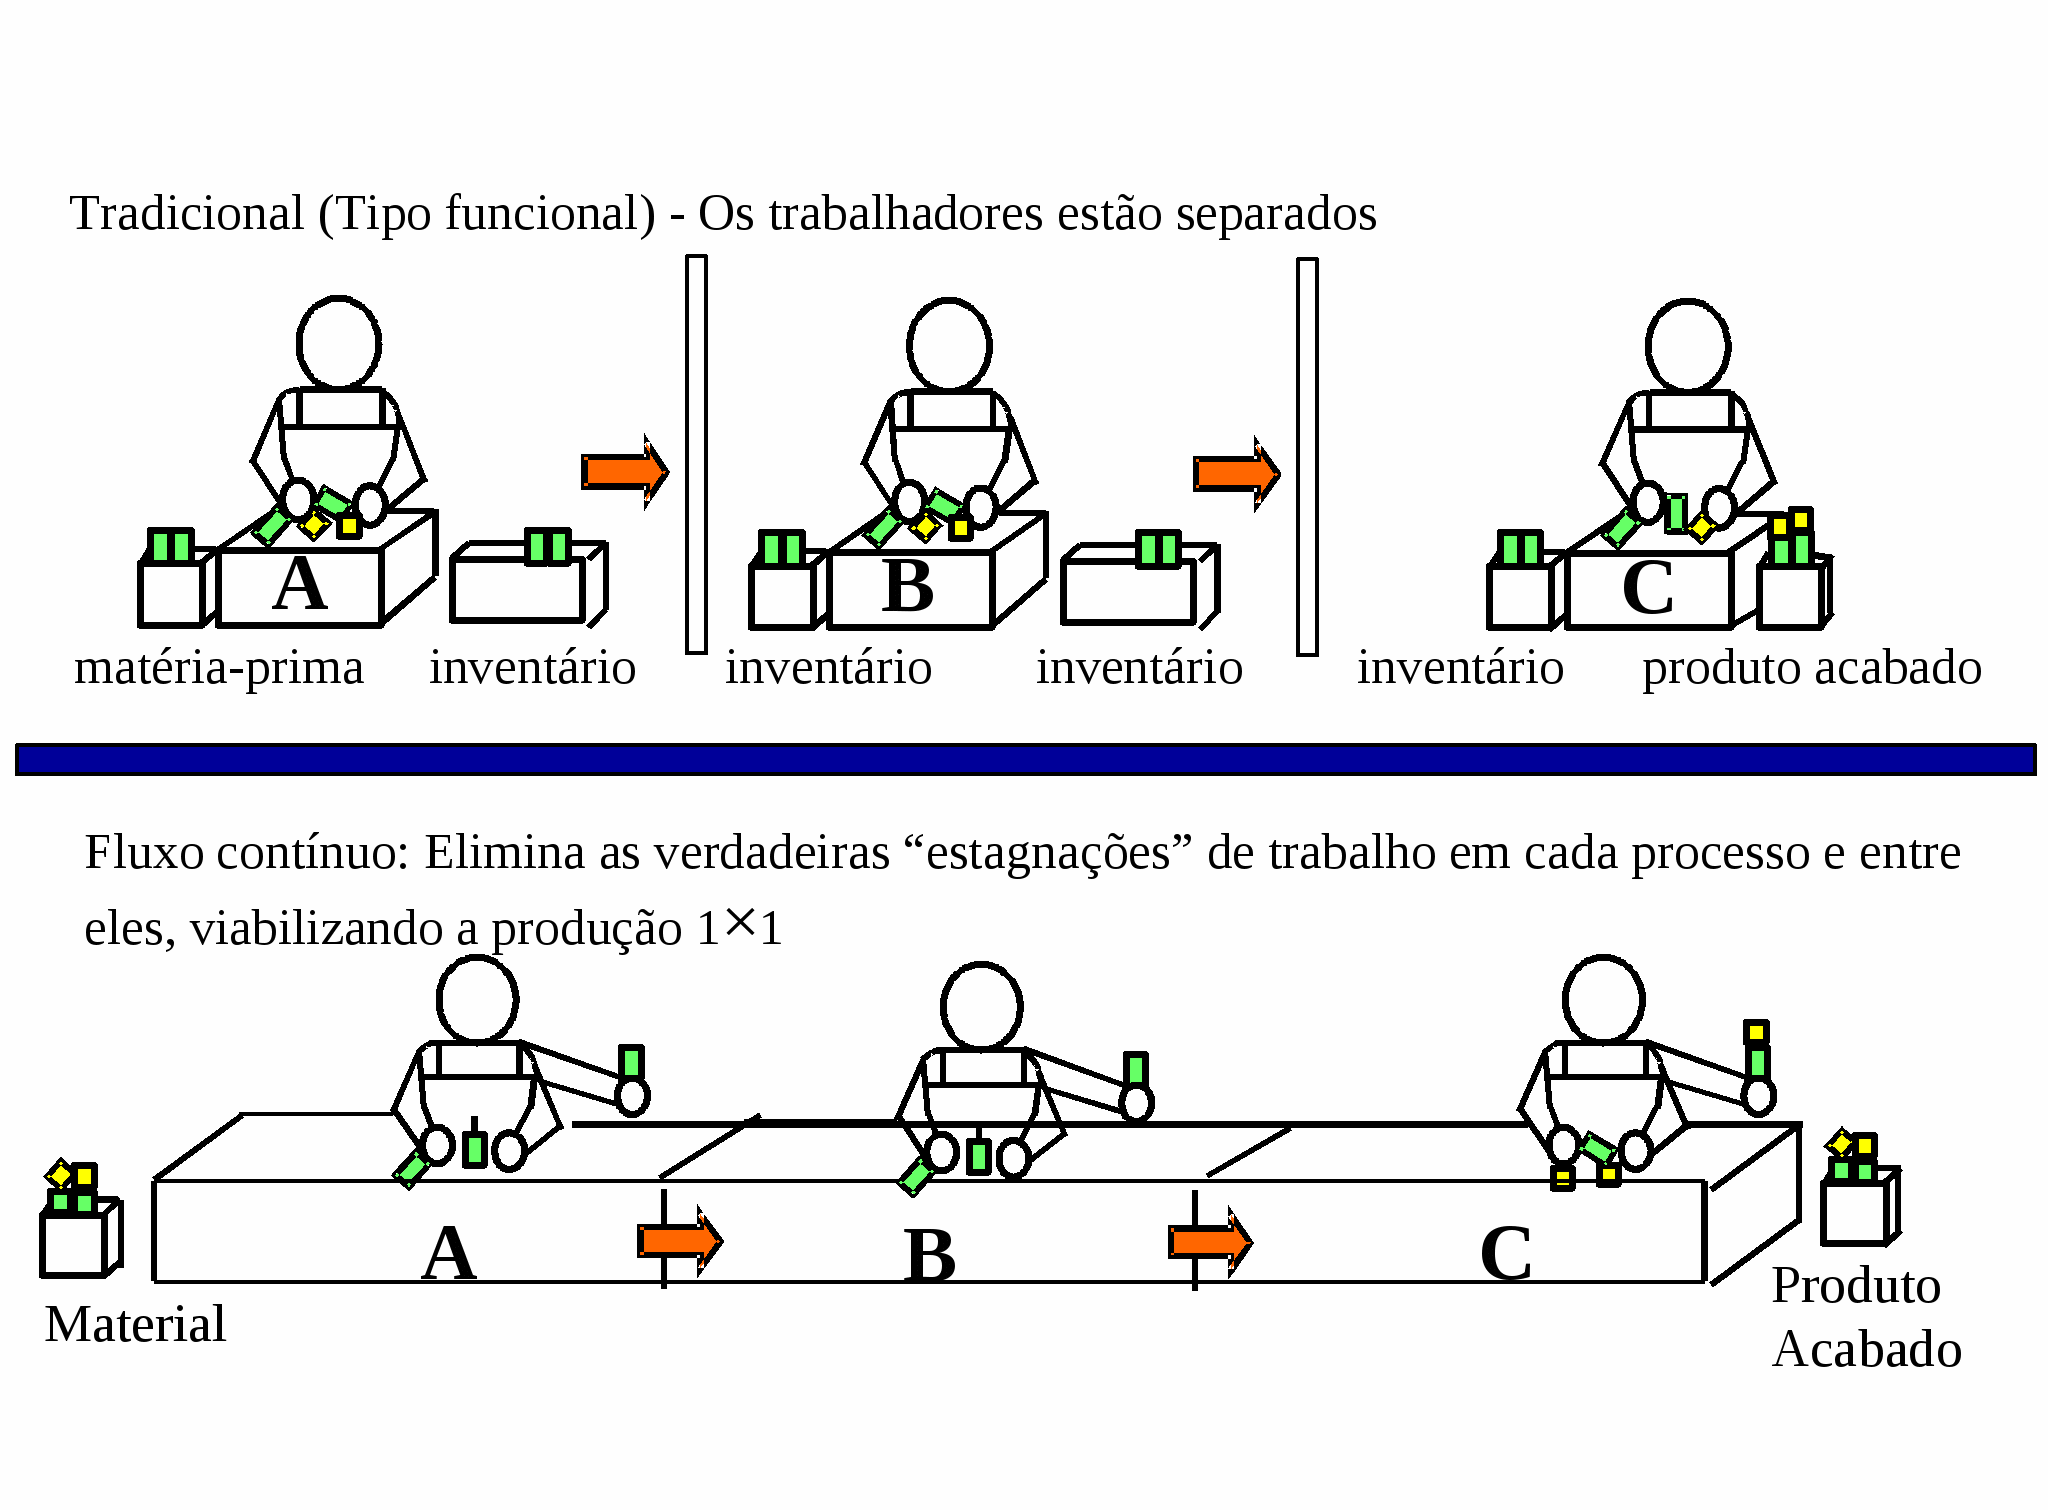 Tradicional (Tipo funcional) - Os trabalhadores estão separados
A
B
C
matéria-prima
inventário
inventário
inventário
inventário
produto acabado
Fluxo contínuo: Elimina as verdadeiras “estagnações” de trabalho em cada processo e entre
eles, viabilizando a produção 1×1
A
B
C
Material
Produto
Acabado